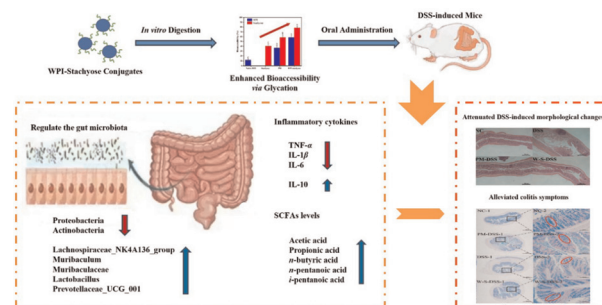 In vitro Digestion
Oral Administration
DSS-induced Mice
WPI-Stachyose Conjugates
Enhanced Bioaccessibility
via Glycation
Regulate the gut microbiota
Proteobacteria
Actinobacteria
Lachnospiraceae_NK4A136_group
Muribaculum
Muribaculaceae
Lactobacillus
Prevotellaceae_UCG_001
Inflammatory cytokines
TNF-α
IL-1β
IL-6
IL-10
SCFAs levels
Acetic acid
Propionic acid
n-butyric acid
n-pentanoic acid
i-pentanoic acid
Attenuated DSS-induced morphological changes
Alleviated colitis symptoms